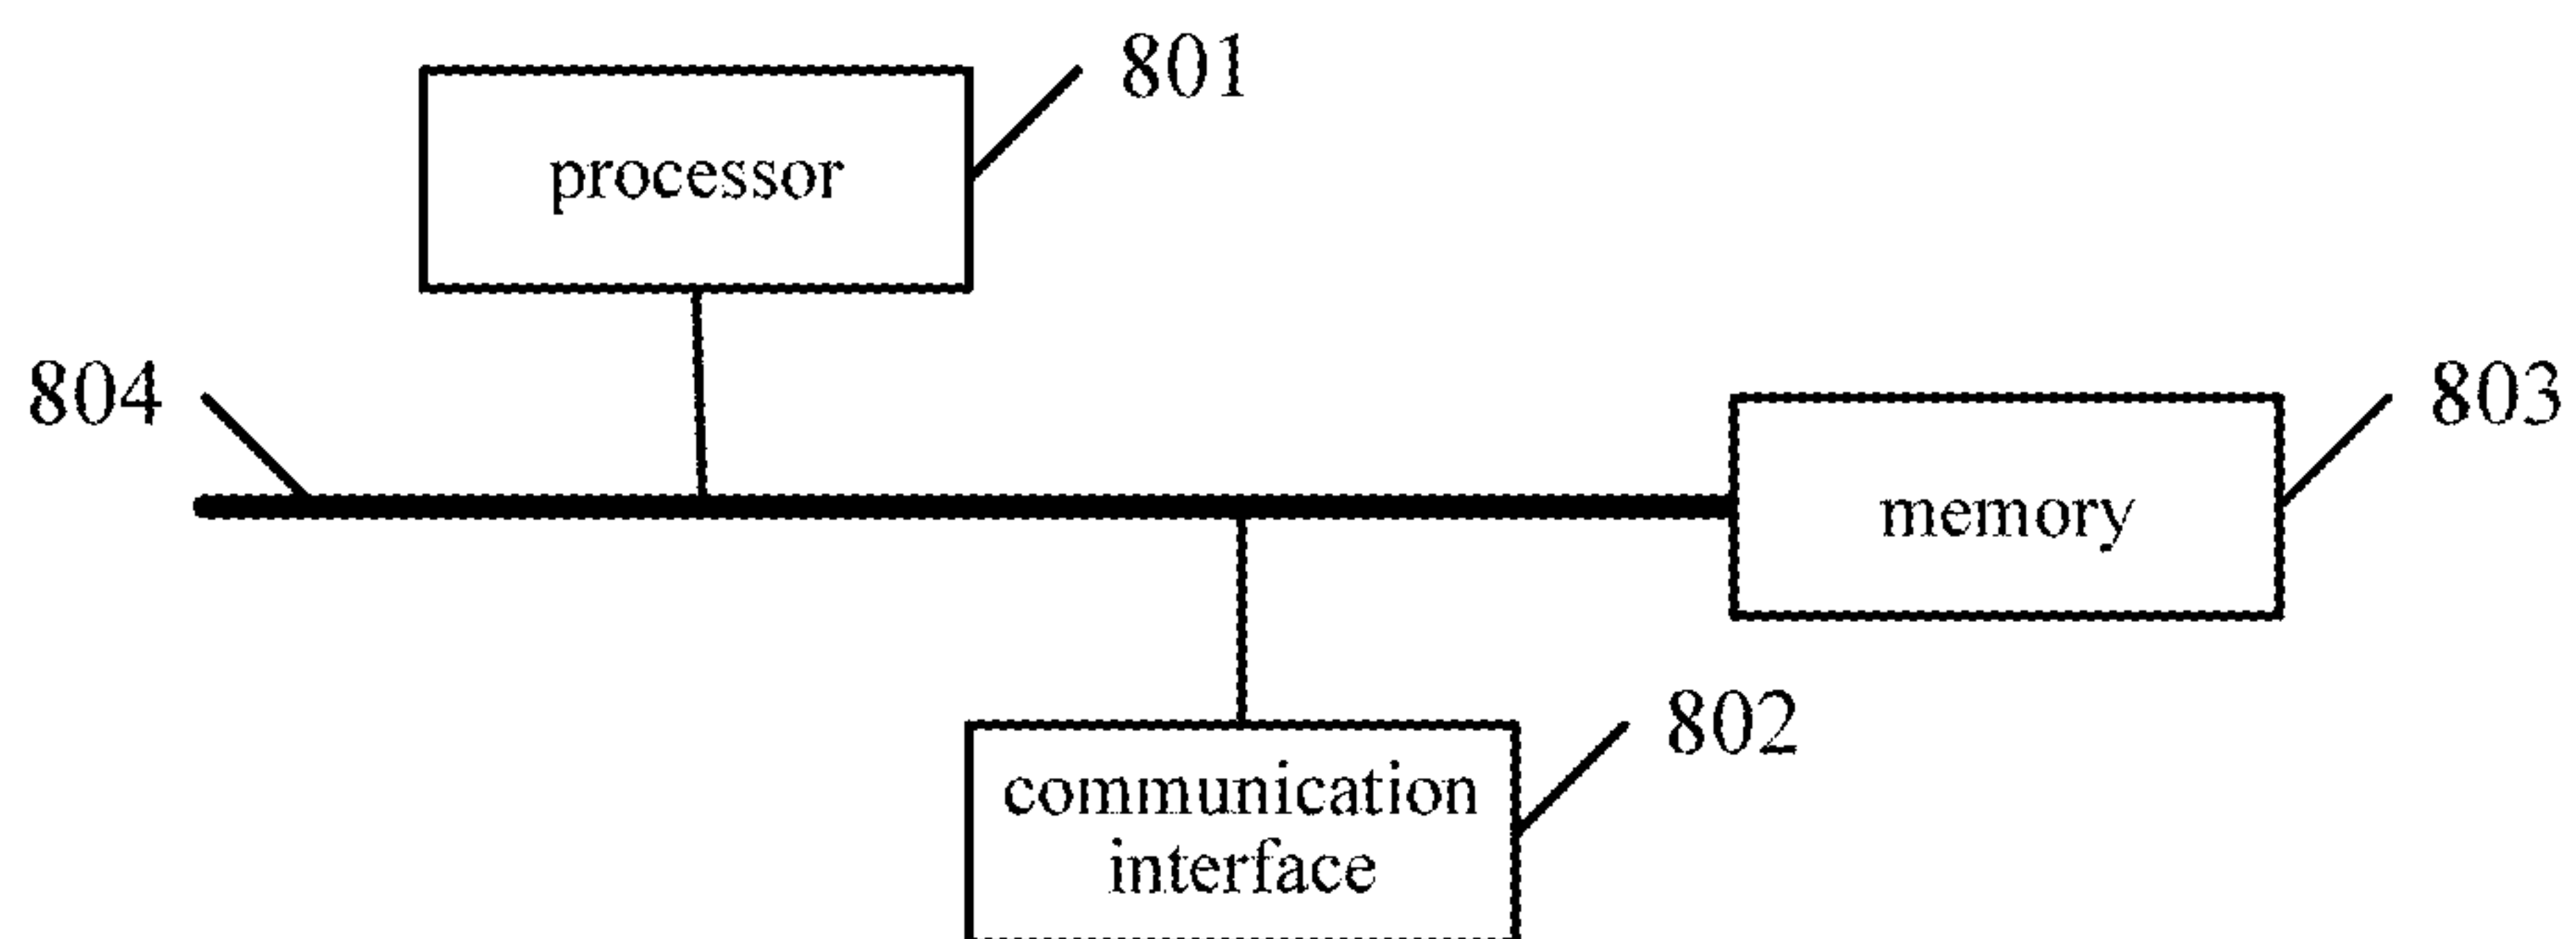 801
processor
804
803
memory
802
communication
interface